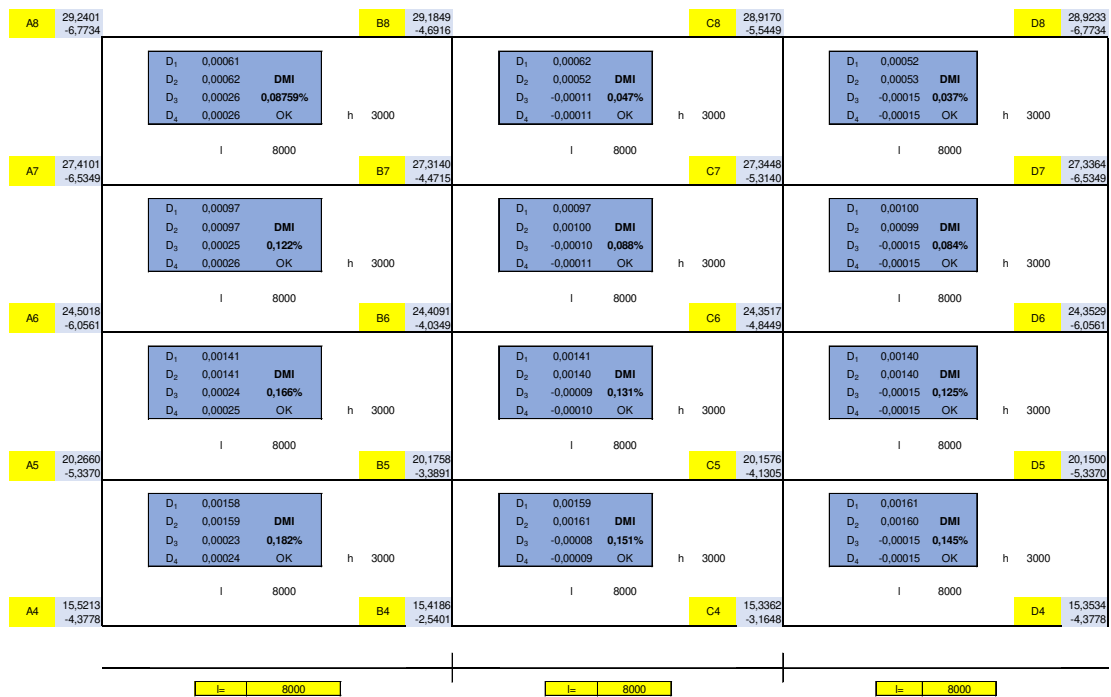 A8 29,2401 B8 29,1849 C8 28,9170 D8 28,9233
-6,7734 -4,6916 -5,5449 -6,7734
D₁ 0,00061 D₁ 0,00062 D₁ 0,00052
D₂ 0,00062 DMI D₂ 0,00052 DMI D₂ 0,00053 DMI
D₃ 0,00026 0,08759% D₃ -0,00011 0,047% D₃ -0,00015 0,037%
D₄ 0,00026 OK h 3000 D₄ -0,00011 OK h 3000 D₄ -0,00015 OK h 3000
l 8000 l 8000 l 8000
A7 27,4101 B7 27,3140 C7 27,3448 D7 27,3364
-6,5349 -4,4715 -5,3140 -6,5349
D₁ 0,00097 D₁ 0,00097 D₁ 0,00100
D₂ 0,00097 DMI D₂ 0,00100 DMI D₂ 0,00099 DMI
D₃ 0,00025 0,122% D₃ -0,00010 0,088% D₃ -0,00015 0,084%
D₄ 0,00026 OK h 3000 D₄ -0,00011 OK h 3000 D₄ -0,00015 OK h 3000
l 8000 l 8000 l 8000
A6 24,5018 B6 24,4091 C6 24,3517 D6 24,3529
-6,0561 -4,0349 -4,8449 -6,0561
D₁ 0,00141 D₁ 0,00141 D₁ 0,00140
D₂ 0,00141 DMI D₂ 0,00140 DMI D₂ 0,00140 DMI
D₃ 0,00024 0,166% D₃ -0,00009 0,131% D₃ -0,00015 0,125%
D₄ 0,00025 OK h 3000 D₄ -0,00010 OK h 3000 D₄ -0,00015 OK h 3000
l 8000 l 8000 l 8000
A5 20,2660 B5 20,1758 C5 20,1576 D5 20,1500
-5,3370 -3,3891 -4,1305 -5,3370
D₁ 0,00158 D₁ 0,00159 D₁ 0,00161
D₂ 0,00159 DMI D₂ 0,00161 DMI D₂ 0,00160 DMI
D₃ 0,00023 0,182% D₃ -0,00008 0,151% D₃ -0,00015 0,145%
D₄ 0,00024 OK h 3000 D₄ -0,00009 OK h 3000 D₄ -0,00015 OK h 3000
l 8000 l 8000 l 8000
A4 15,5213 B4 15,4186 C4 15,3362 D4 15,3534
-4,3778 -2,5401 -3,1648 -4,3778
l= 8000 l= 8000 l= 8000